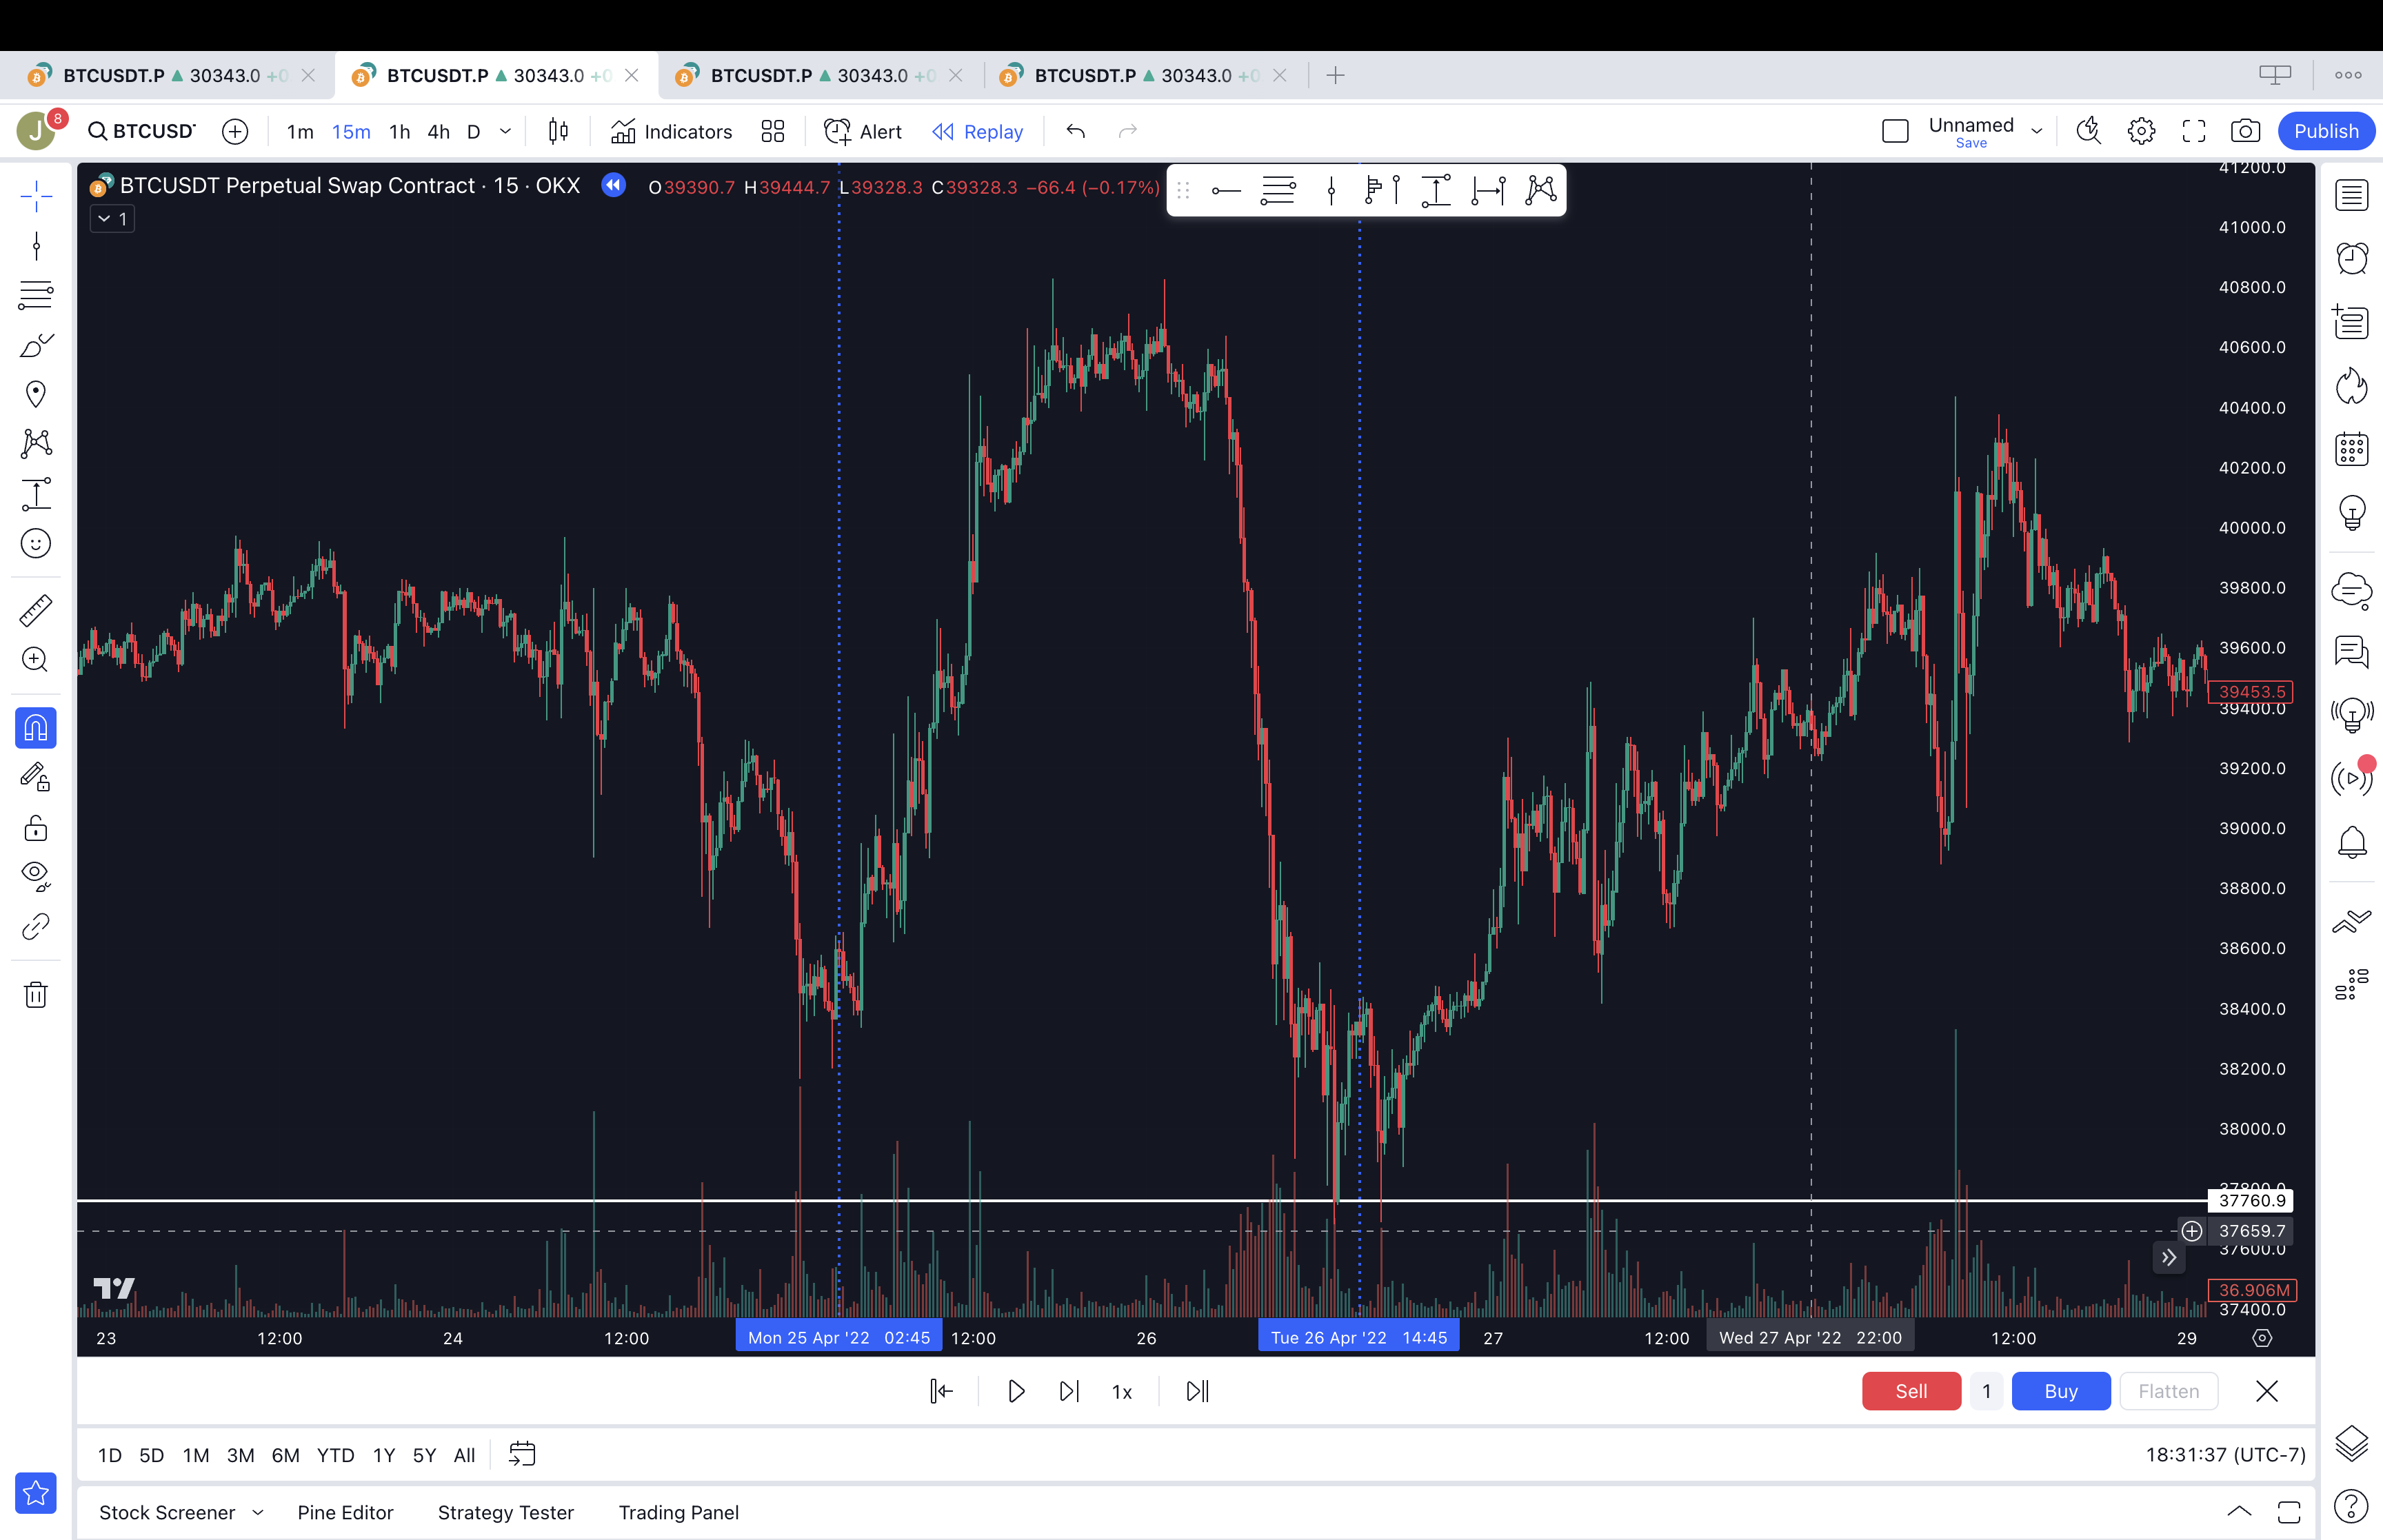 BTCUSDT.P ▲ 30343.0 +0
BTCUSDT.P ▲ 30343.0 +0
BTCUSDT.P ▲ 30343.0 +0
BTCUSDT.P ▲ 30343.0 +0
J 8 BTCUSD 1m 15m 1h 4h D Indicators Alert Replay Unnamed Save Publish
BTCUSDT Perpetual Swap Contract · 15 · OKX O39390.7 H39444.7 L39328.3 C39328.3 −66.4 (−0.17%)
1
41200.0
41000.0
40800.0
40600.0
40400.0
40200.0
40000.0
39800.0
39600.0
39453.5
39400.0
39200.0
39000.0
38800.0
38600.0
38400.0
38200.0
38000.0
37800.0
37760.9
37659.7
37600.0
36.906M
37400.0
23 12:00 24 12:00 Mon 25 Apr '22 02:45 12:00 26 Tue 26 Apr '22 14:45 27 12:00 Wed 27 Apr '22 22:00 12:00 29
1x Sell 1 Buy Flatten
1D 5D 1M 3M 6M YTD 1Y 5Y All 18:31:37 (UTC-7)
Stock Screener Pine Editor Strategy Tester Trading Panel